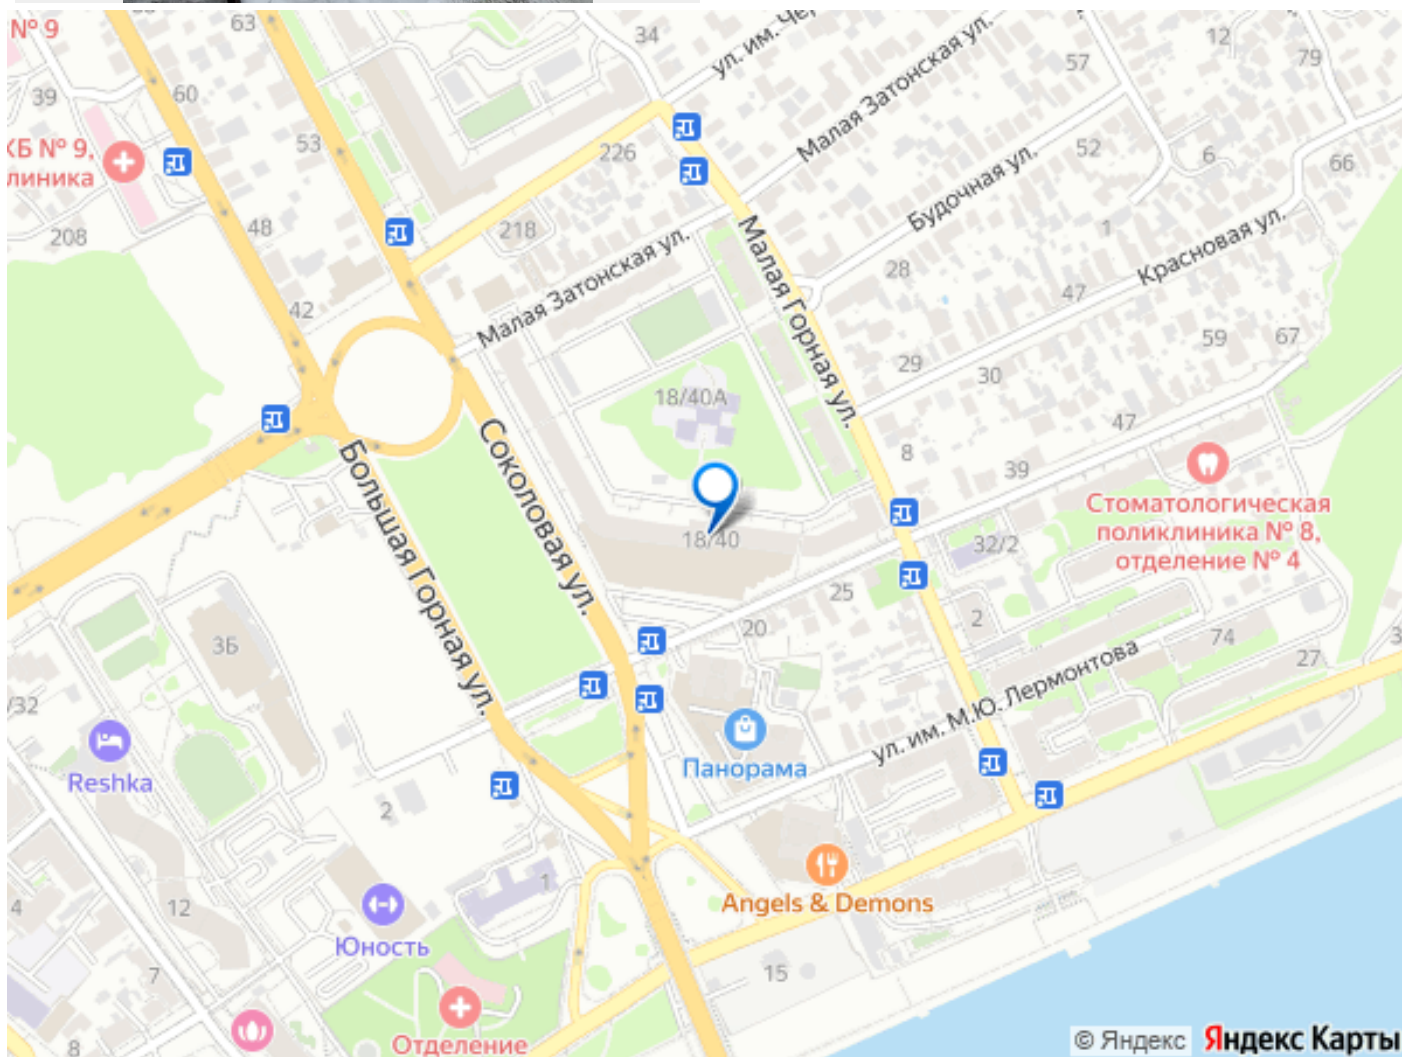 № 9
63
34
ул. им. Чер
Малая Затонская ул.
57
12
79
39
60
53
КБ № 9,
линика
226
52
6
66
Будочная ул.
208
48
218
Малая Затонская ул.
Малая Горная ул.
1
Красновая ул.
28
47
42
59
67
29
30
18/40А
47
8
39
Соколовая ул.
Большая Горная ул.
Стоматологическая
поликлиника № 8,
отделение № 4
18/40
32/2
25
20
2
3Б
74
27
3
ул. им. М.Ю. Лермонтова
/32
Reshka
Панорама
2
1
Angels & Demons
4
12
Юность
7
15
8
Отделение
© Яндекс
Яндекс Карты